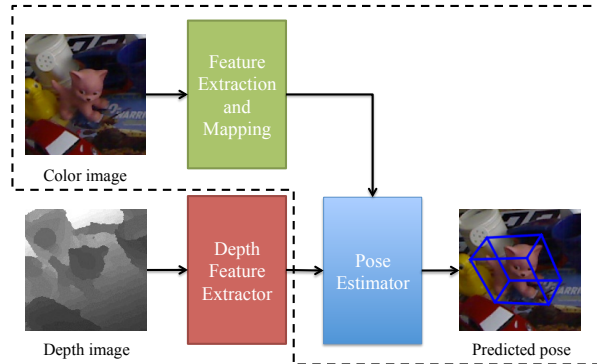 Feature
Extraction
and
Mapping
Color image
Depth
Feature
Extractor
Pose
Estimator
Depth image
Predicted pose